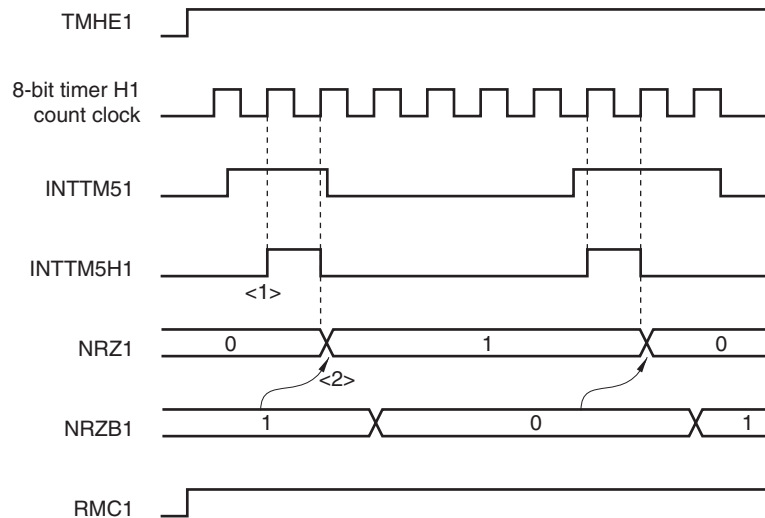 TMHE1
8-bit timer H1
count clock
INTTM51
INTTM5H1
<1>
NRZ1
0
1
0
<2>
NRZB1
1
0
1
RMC1